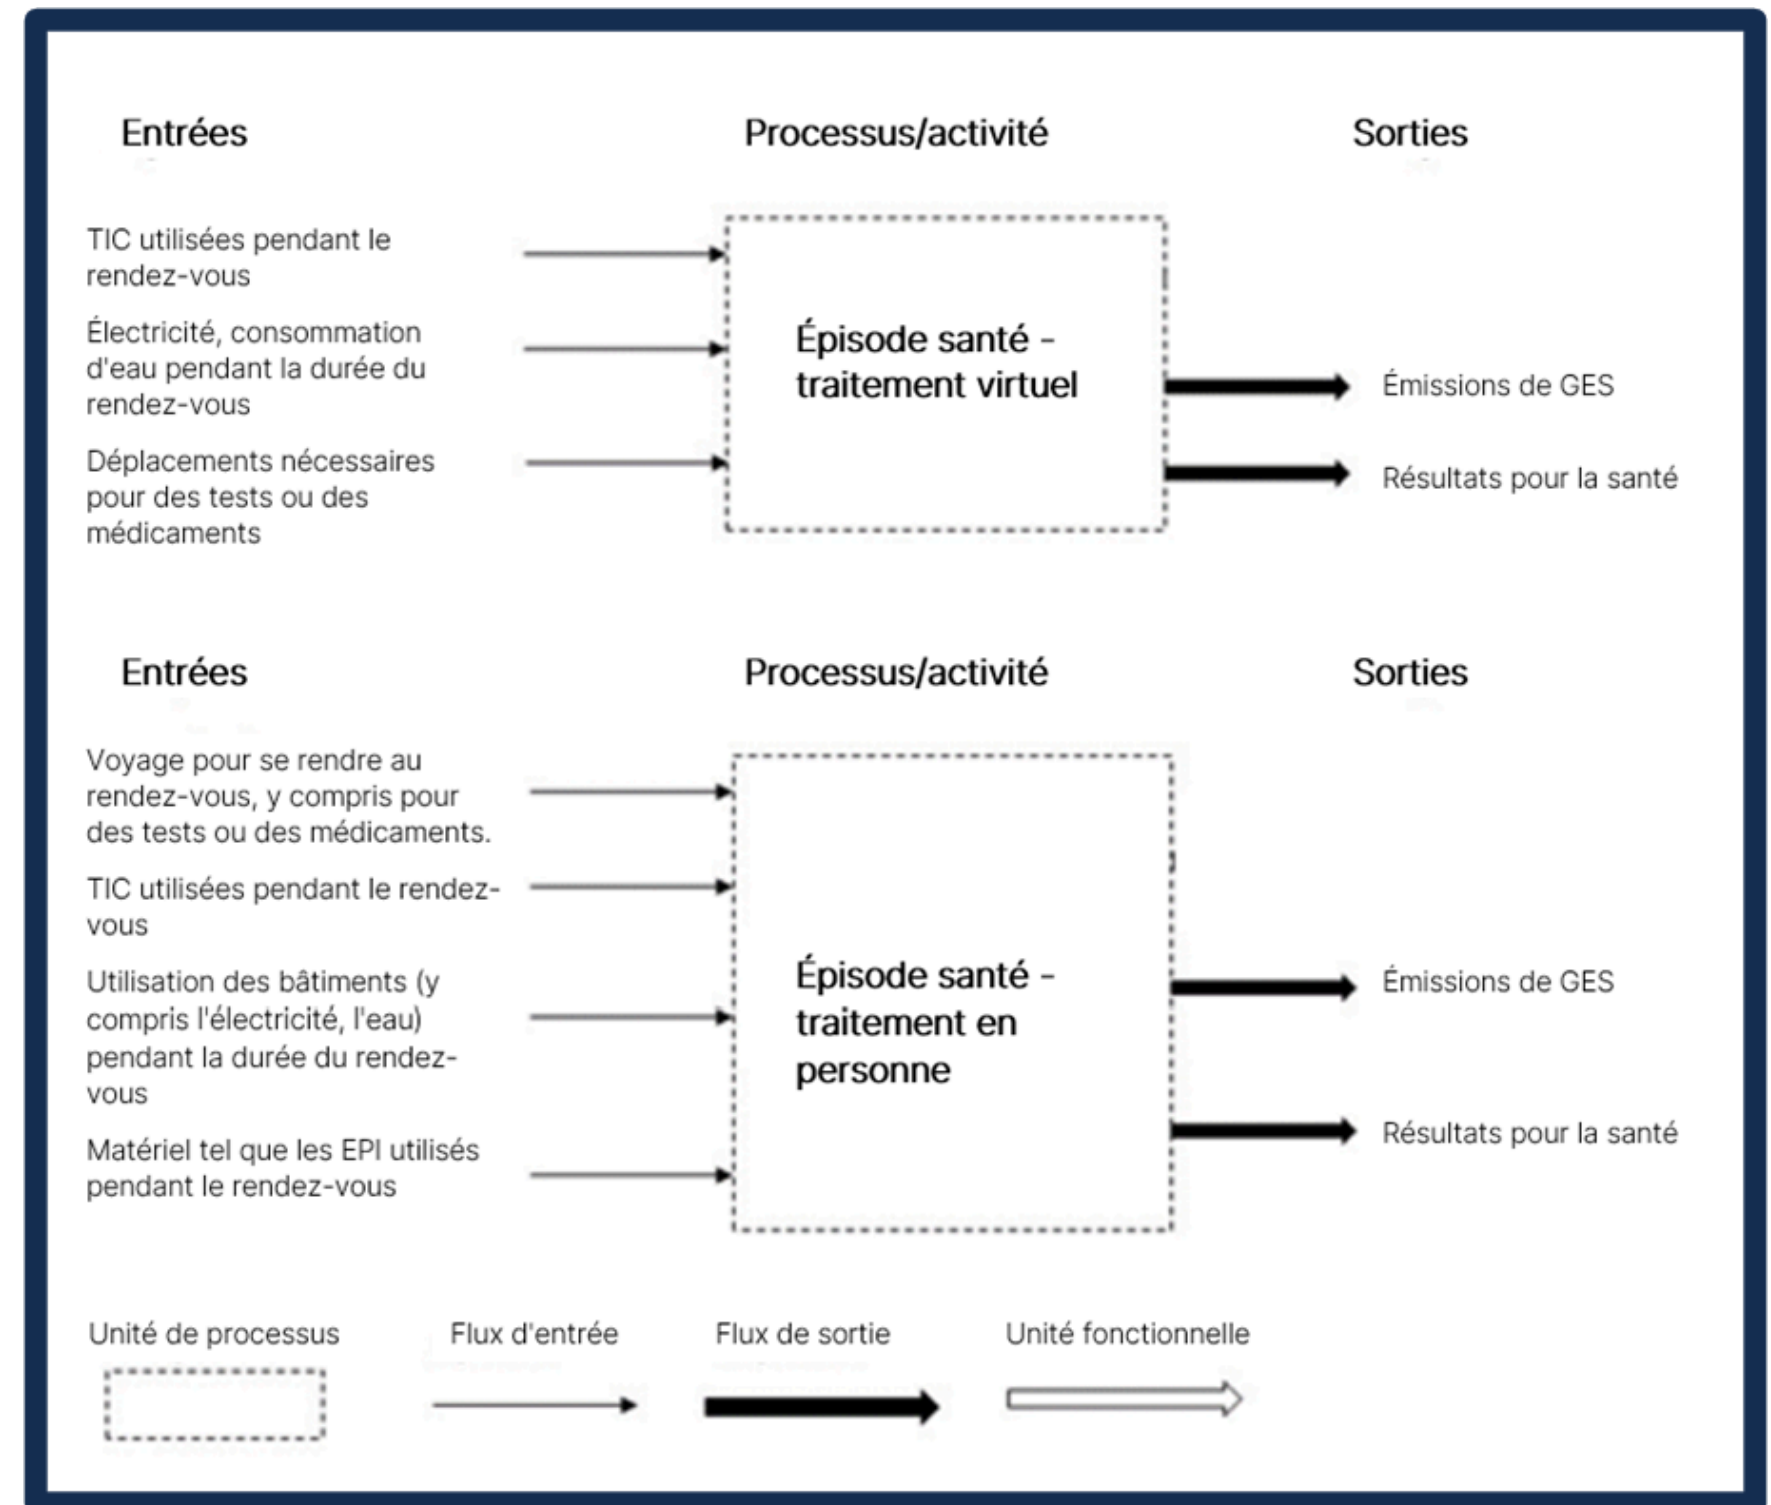 Entrées Processus/activité Sorties
TIC utilisées pendant le
rendez-vous
Électricité, consommation
d'eau pendant la durée du
rendez-vous
Déplacements nécessaires
pour des tests ou des
médicaments
Épisode santé -
traitement virtuel
Émissions de GES
Résultats pour la santé
Entrées Processus/activité Sorties
Voyage pour se rendre au
rendez-vous, y compris pour
des tests ou des médicaments.
TIC utilisées pendant le rendez-
vous
Utilisation des bâtiments (y
compris l'électricité, l'eau)
pendant la durée du rendez-
vous
Matériel tel que les EPI utilisés
pendant le rendez-vous
Épisode santé -
traitement en
personne
Émissions de GES
Résultats pour la santé
Unité de processus Flux d'entrée Flux de sortie Unité fonctionnelle